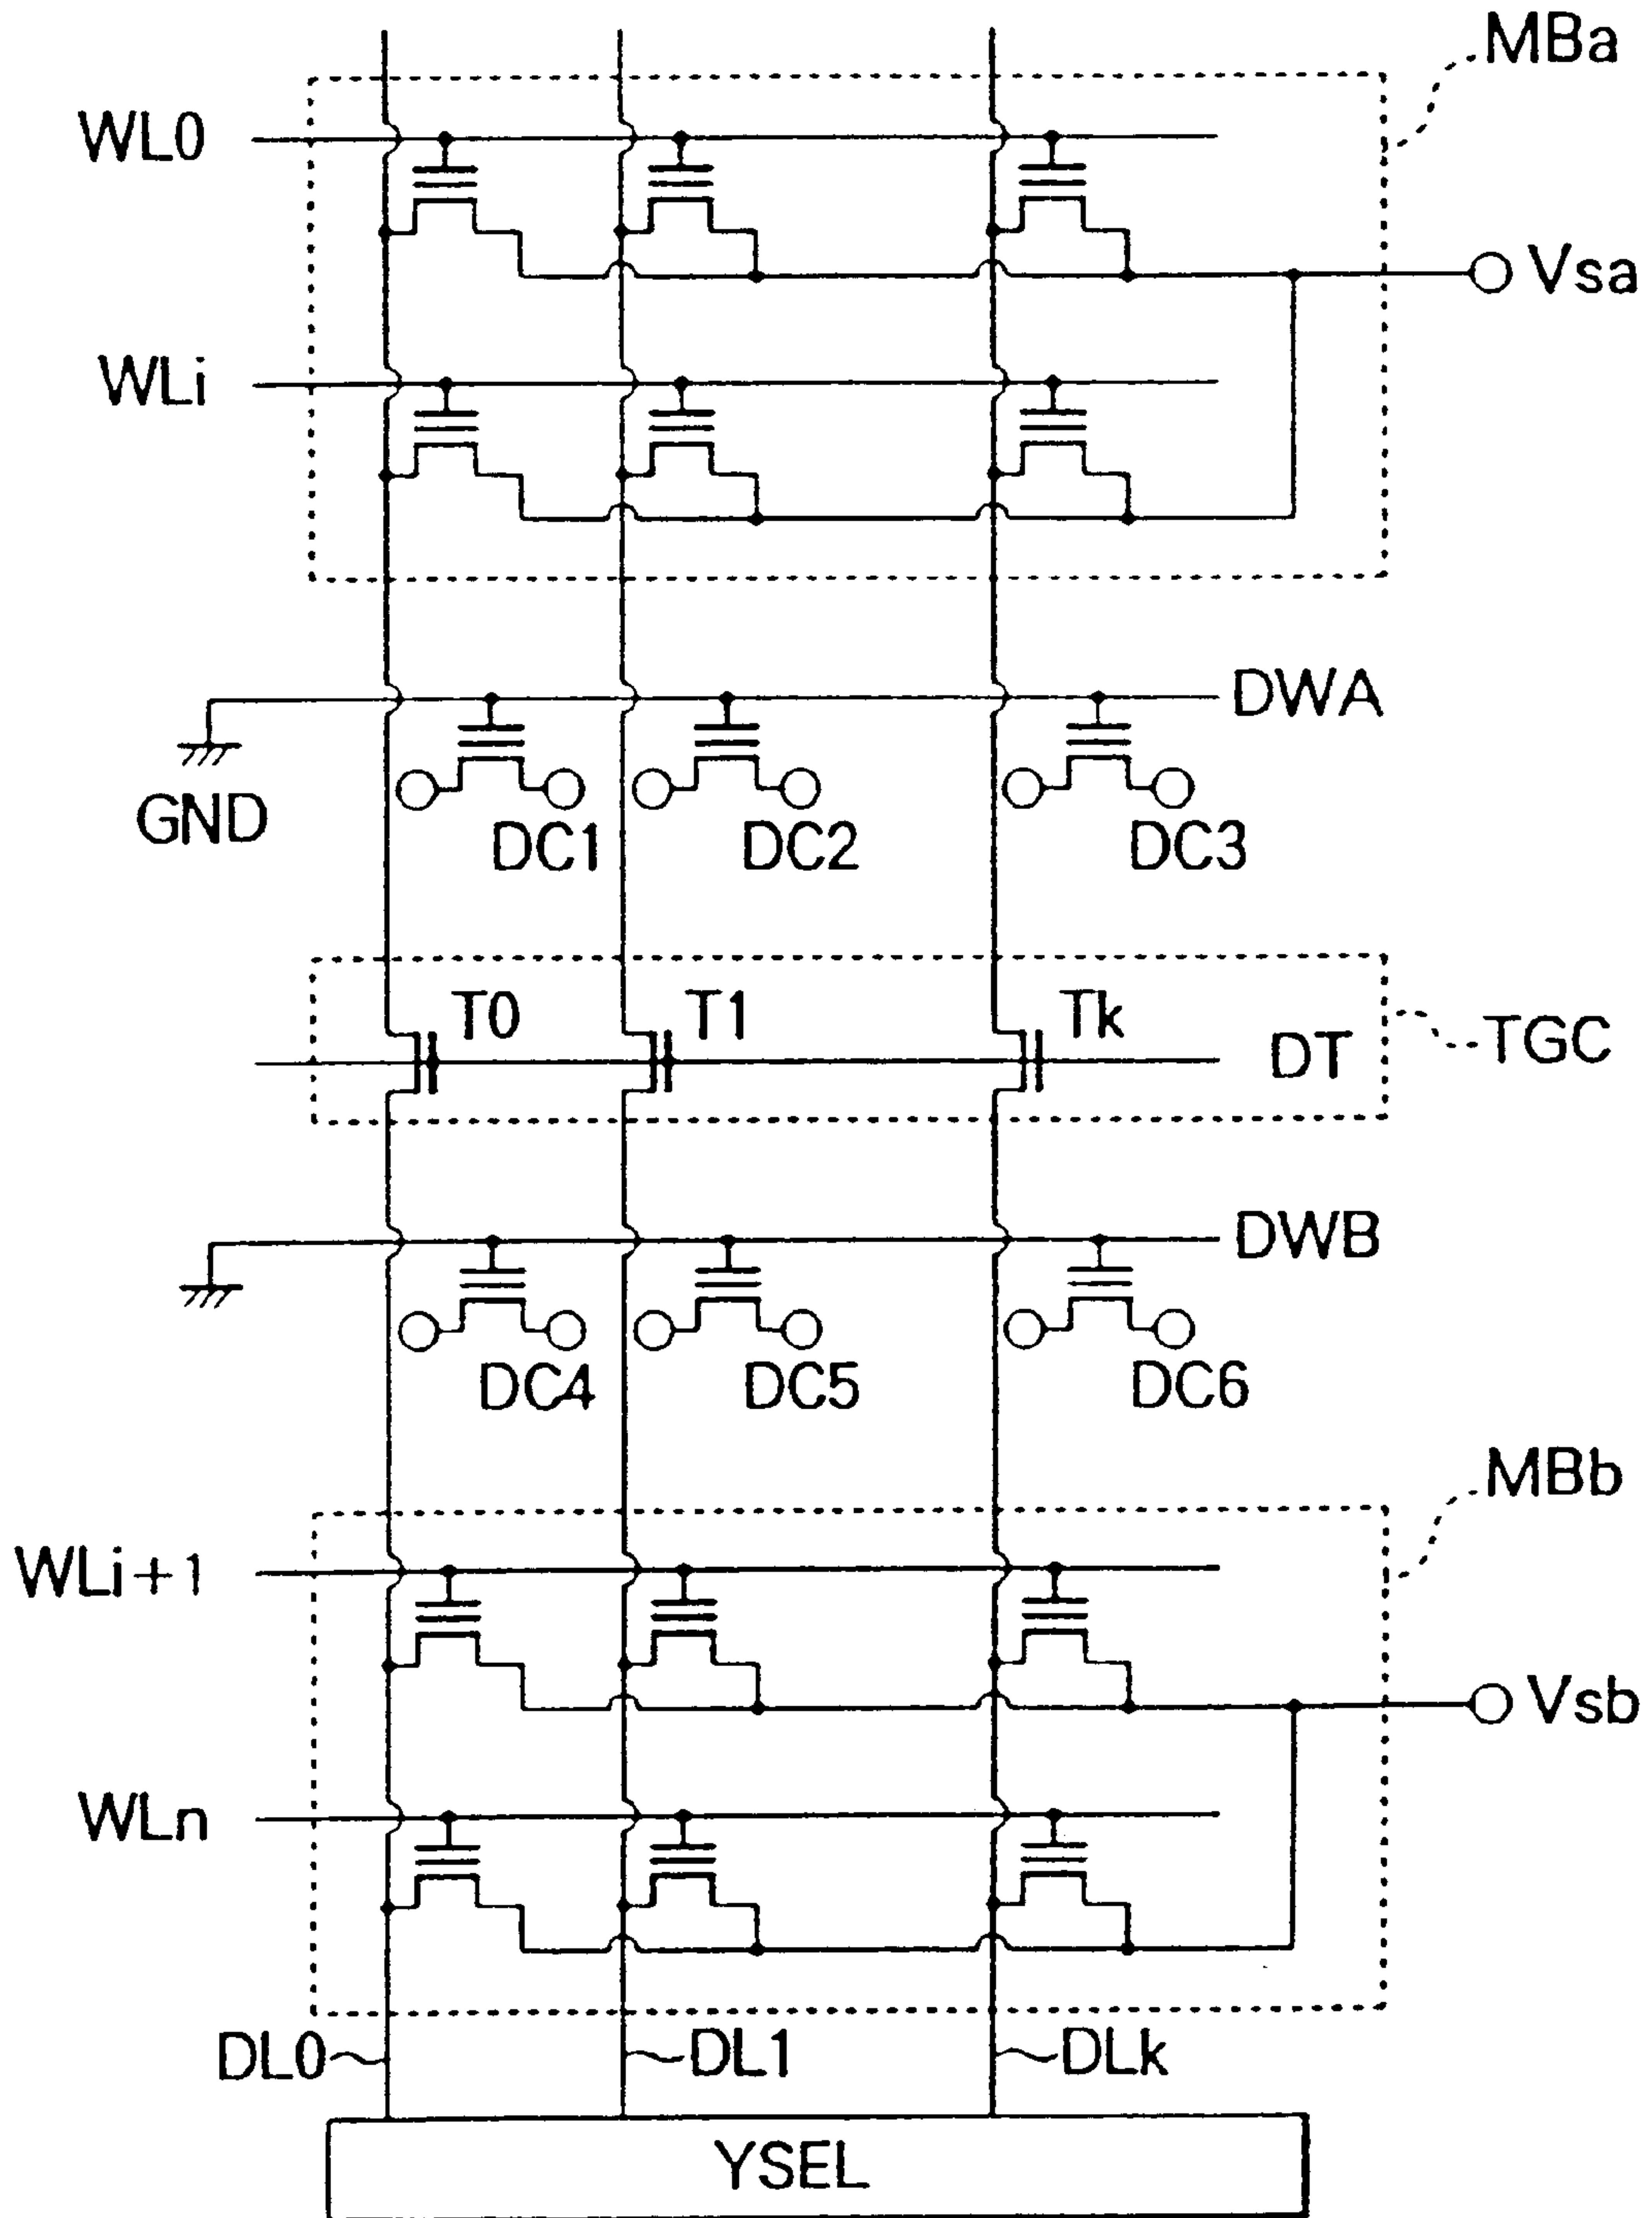 MBa
WL0
Vsa
WLi
DWA
GND
DC1 DC2 DC3
T0 T1 Tk
DT
TGC
DWB
DC4 DC5 DC6
MBb
WLi+1
Vsb
WLn
DL0 DL1 DLk
YSEL